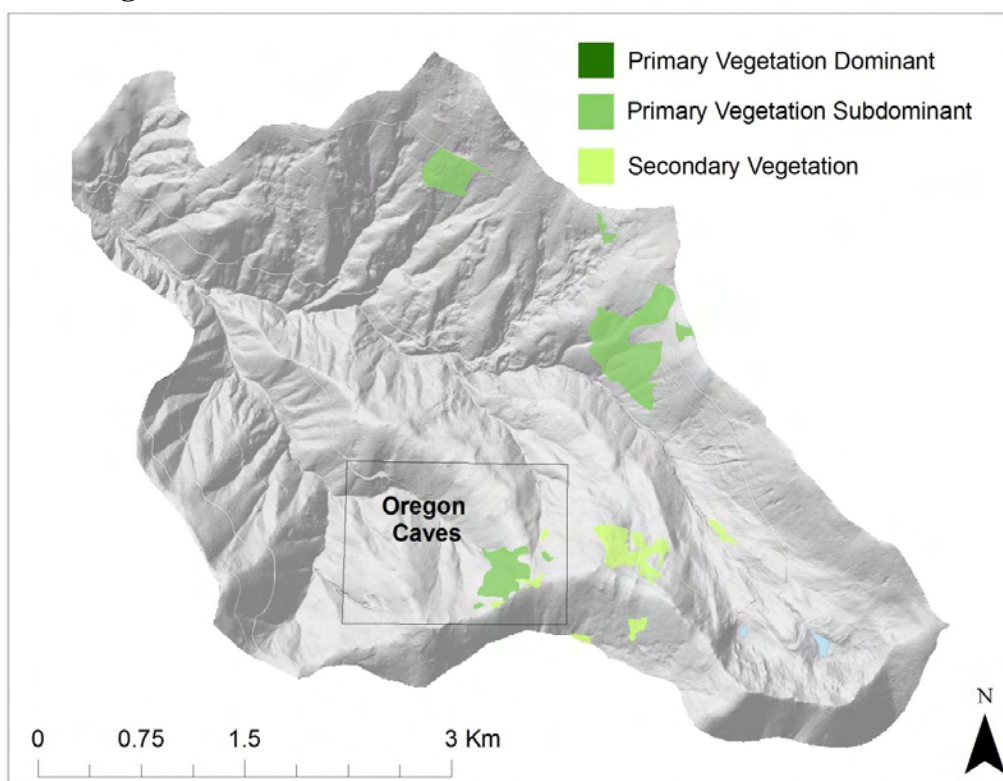 Primary Vegetation Dominant
Primary Vegetation Subdominant
Secondary Vegetation
Oregon
Caves
N
0 0.75 1.5 3 Km